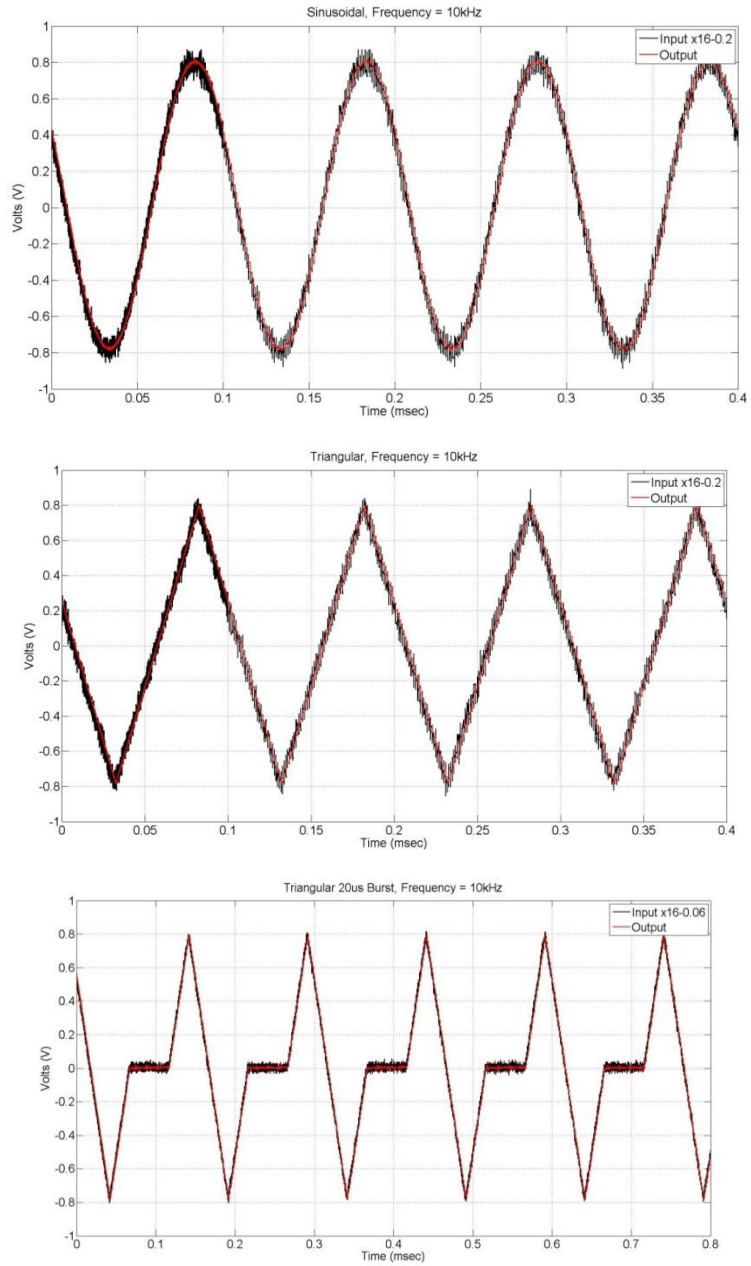 Sinusoidal, Frequency = 10kHz
Input x16-0.2
Output
Volts (V)
1
0.8
0.6
0.4
0.2
0
-0.2
-0.4
-0.6
-0.8
-1
0 0.05 0.1 0.15 0.2 0.25 0.3 0.35 0.4
Time (msec)
Triangular, Frequency = 10kHz
Input x16-0.2
Output
Volts (V)
1
0.8
0.6
0.4
0.2
0
-0.2
-0.4
-0.6
-0.8
-1
0 0.05 0.1 0.15 0.2 0.25 0.3 0.35 0.4
Time (msec)
Triangular 20us Burst, Frequency = 10kHz
Input x16-0.06
Output
Volts (V)
1
0.8
0.6
0.4
0.2
0
-0.2
-0.4
-0.6
-0.8
-1
0 0.1 0.2 0.3 0.4 0.5 0.6 0.7 0.8
Time (msec)